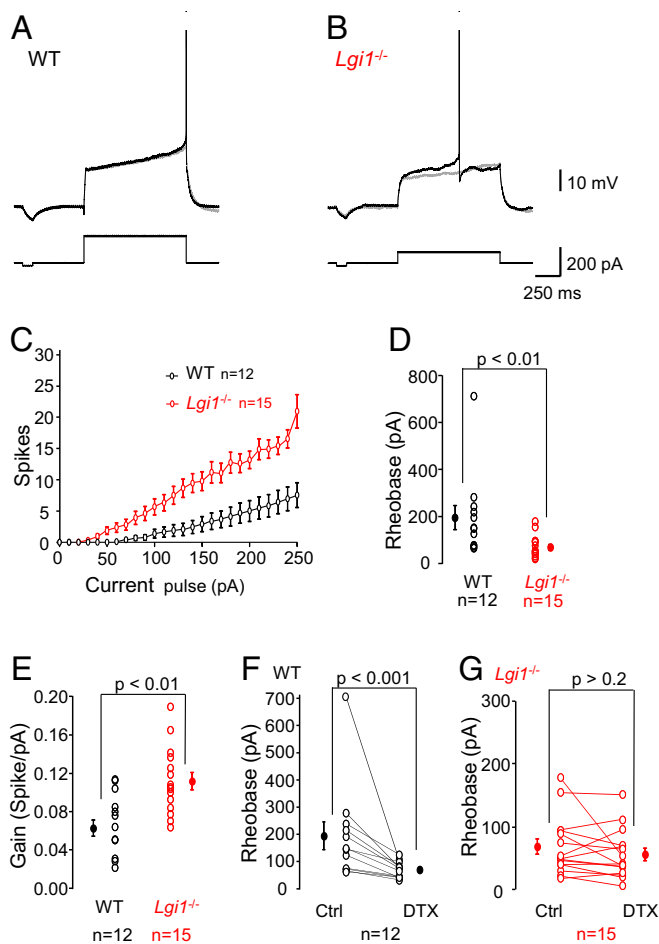 A
WT
B
Lgi1-/-
10 mV
200 pA
250 ms
C
30
25
20
15
10
5
0
Spikes
WT n=12
Lgi1-/- n=15
0 50 100 150 200 250
Current pulse (pA)
D
p < 0.01
800
600
400
200
0
Rheobase (pA)
WT
n=12
Lgi1-/-
n=15
E
p < 0.01
0.20
0.16
0.12
0.08
0.04
0.00
Gain (Spike/pA)
WT
n=12
Lgi1-/-
n=15
F
WT
p < 0.001
700
600
500
400
300
200
100
0
Rheobase (pA)
Ctrl DTX
n=12
G
Lgi1-/-
p > 0.2
300
200
100
0
Rheobase (pA)
Ctrl DTX
n=15